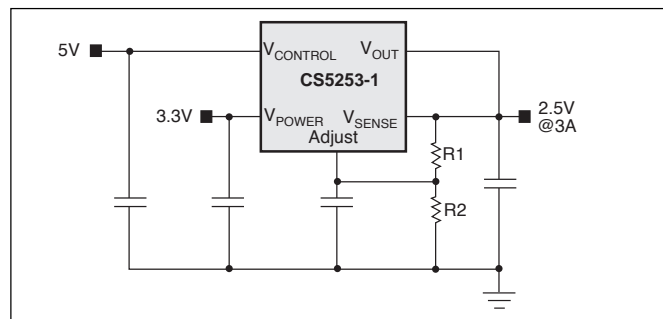 5V
V_CONTROL
V_OUT
CS5253-1
3.3V
V_POWER
V_SENSE
2.5V
@3A
Adjust
R1
R2